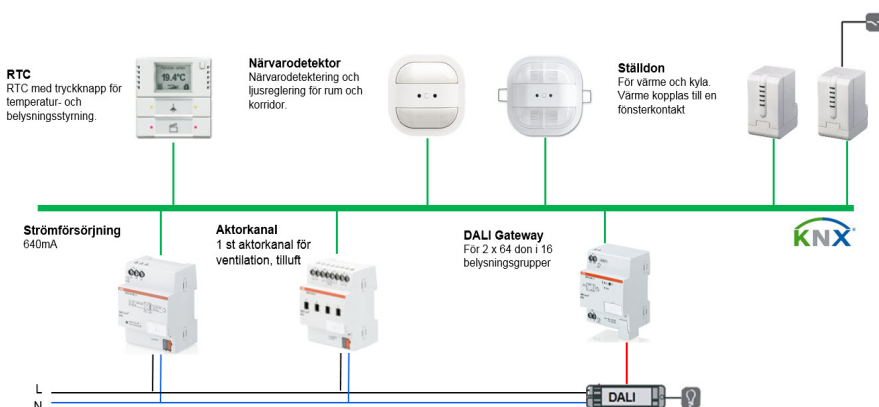 RTC
RTC med tryckknapp för
temperatur- och
belysningsstyrning.
19.4°C
Närvarodetektor
Närvarodetektering och
ljusreglering för rum och
korridor.
Ställdon
För värme och kyla.
Värme kopplas till en
fönsterkontakt
KNX
Strömförsörjning
640mA
Aktorkanal
1 st aktorkanal för
ventilation, tilluft
DALI Gateway
För 2 x 64 don i 16
belysningsgrupper
L
N
DALI